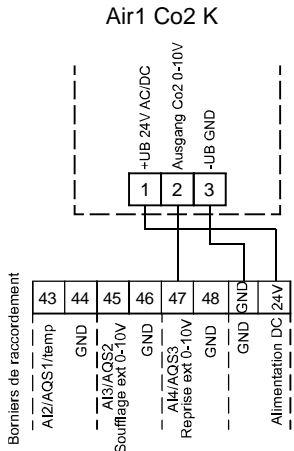 Air1 Co2 K
+UB 24V AC/DC
Ausgang Co2 0-10V
-UB GND
1 2 3
Borniers de raccordement
43 44 45 46 47 48 GND 24V
AI2/AQS1/temp
GND
AI3/AQS2
Soufflage ext 0-10V
GND
AI4/AQS3
Reprise ext 0-10V
GND
GND
Alimentation DC